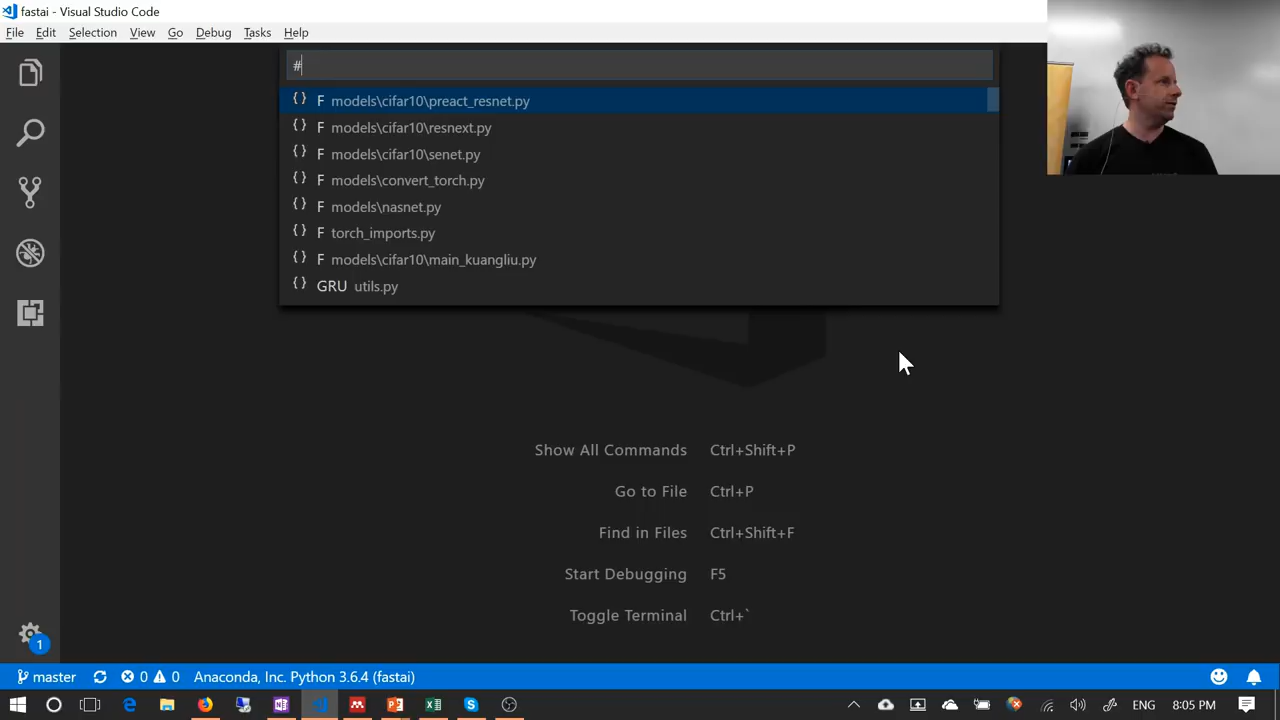 fastai - Visual Studio Code
File Edit Selection View Go Debug Tasks Help
#
{} F models\cifar10\preact_resnet.py
{} F models\cifar10\resnext.py
{} F models\cifar10\senet.py
{} F models\convert_torch.py
{} F models\nasnet.py
{} F torch_imports.py
{} F models\cifar10\main_kuangliu.py
{} GRU utils.py
Show All Commands Ctrl+Shift+P
Go to File Ctrl+P
Find in Files Ctrl+Shift+F
Start Debugging F5
Toggle Terminal Ctrl+`
1
master 0 0 Anaconda, Inc. Python 3.6.4 (fastai)
ENG 8:05 PM